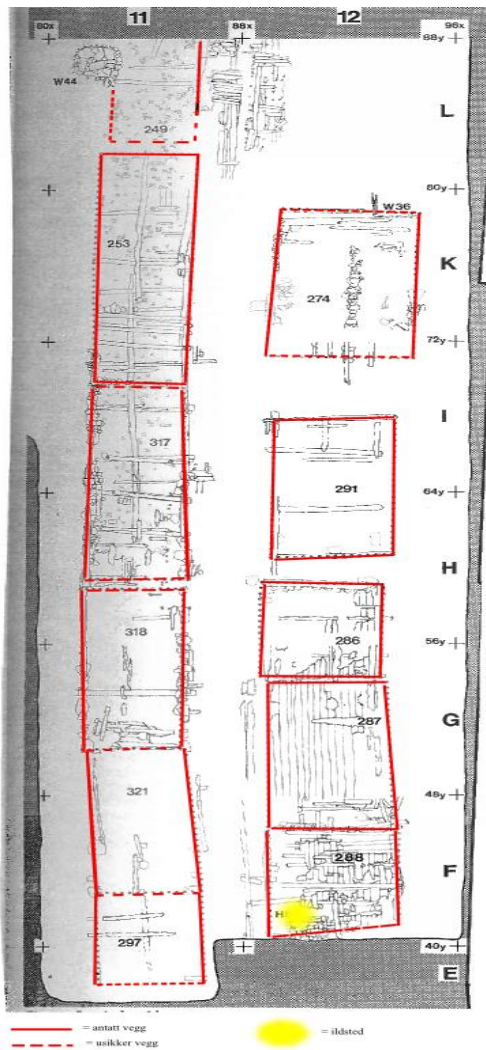 11 12
80x 88x 96x
88y
W44
L
249
80y
W36
253
K
274
72y
I
317
291
64y
H
318
286
56y
G
287
321
48y
288
F
H
297
40y
E
= antatt vegg = ildsted
= usikker vegg